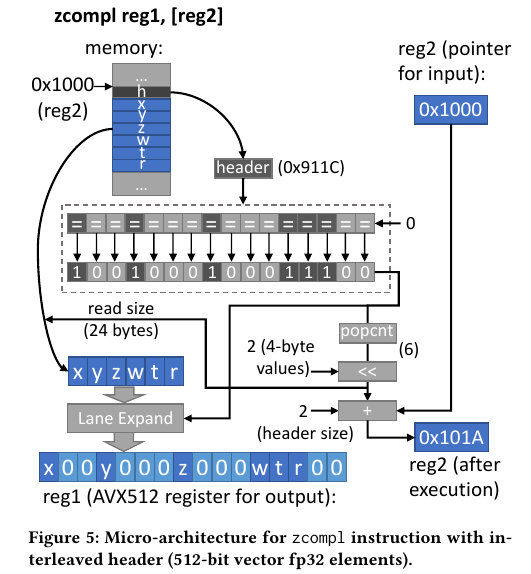 zcompl reg1, [reg2]
memory:
reg2 (pointer
for input):
0x1000
(reg2)
...
h
x
y
z
w
t
r
...
0x1000
header (0x911C)
= = = = = = = = = = = = = = = = 0
1 0 0 1 0 0 0 1 0 0 0 1 1 1 0 0
read size
(24 bytes)
popcnt
(6)
2 (4-byte
values)
<<
x y z w t r
2
(header size)
+
Lane Expand
0x101A
reg2 (after
execution)
x 0 0 y 0 0 0 z 0 0 0 w t r 0 0
reg1 (AVX512 register for output):
Figure 5: Micro-architecture for zcompl instruction with in-
terleaved header (512-bit vector fp32 elements).